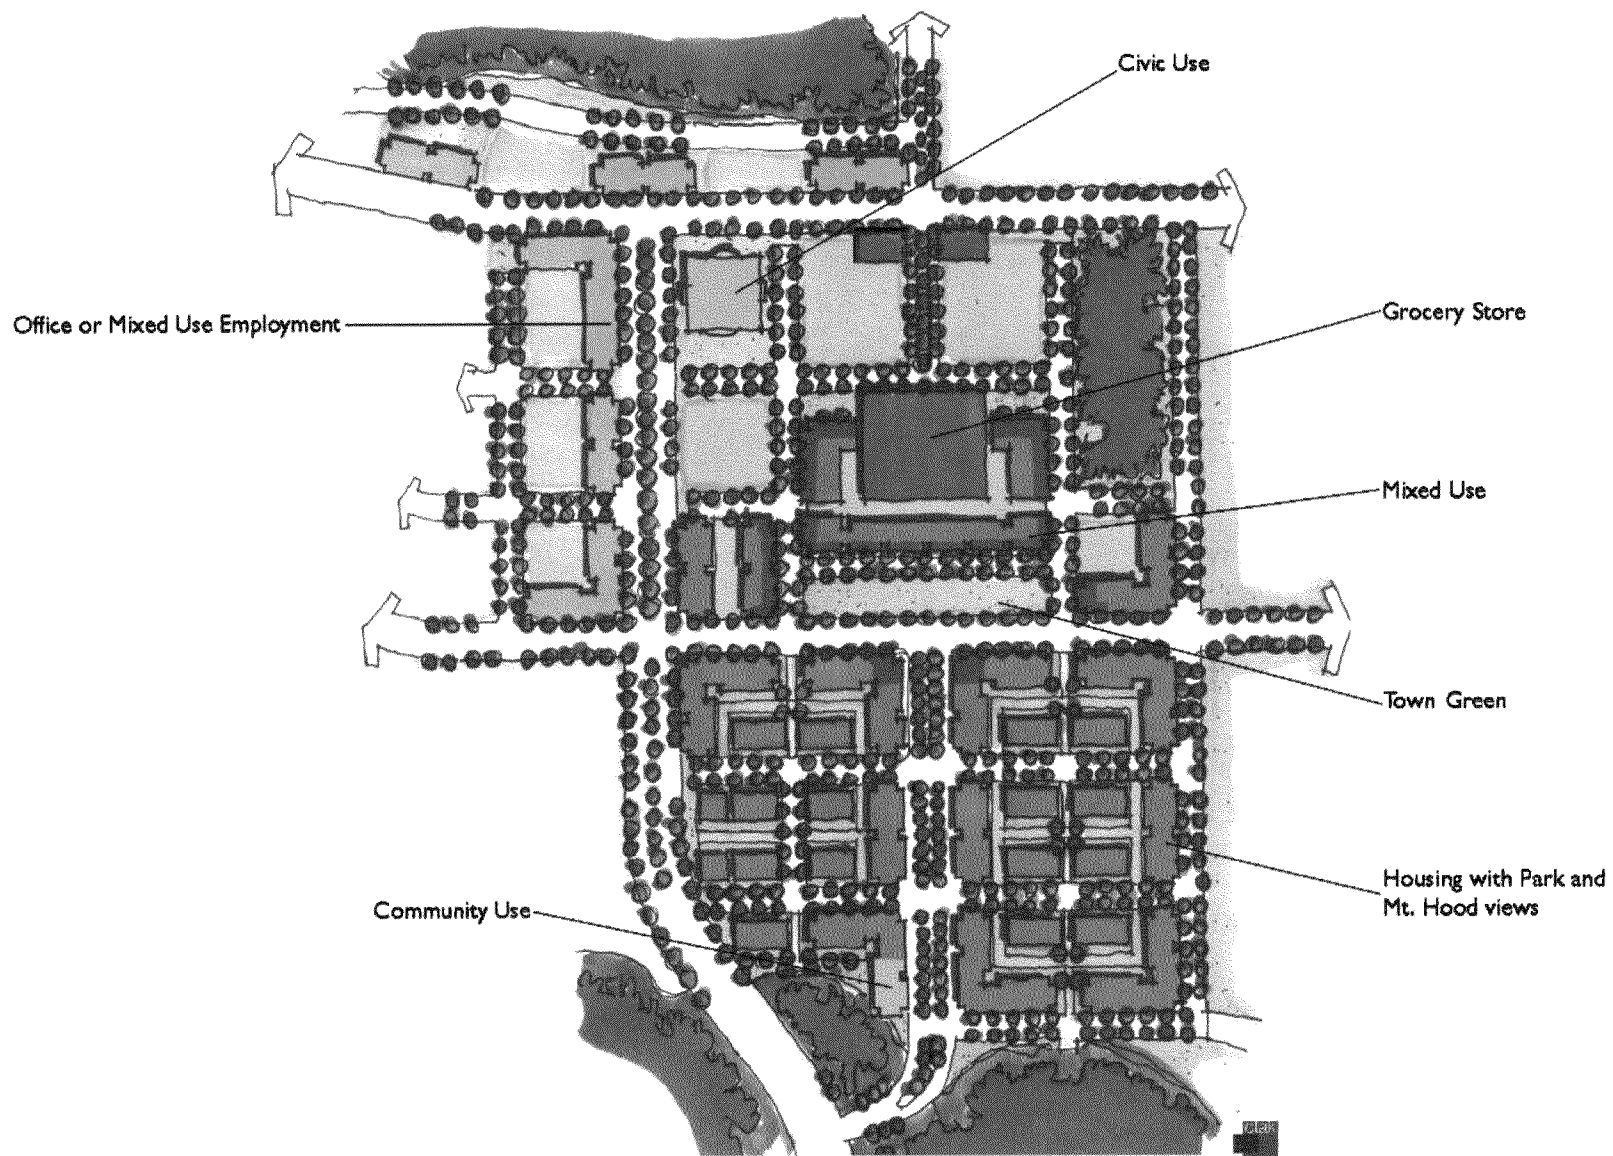 Civic Use
Grocery Store
Office or Mixed Use Employment
Mixed Use
Town Green
Housing with Park and
Mt. Hood views
Community Use